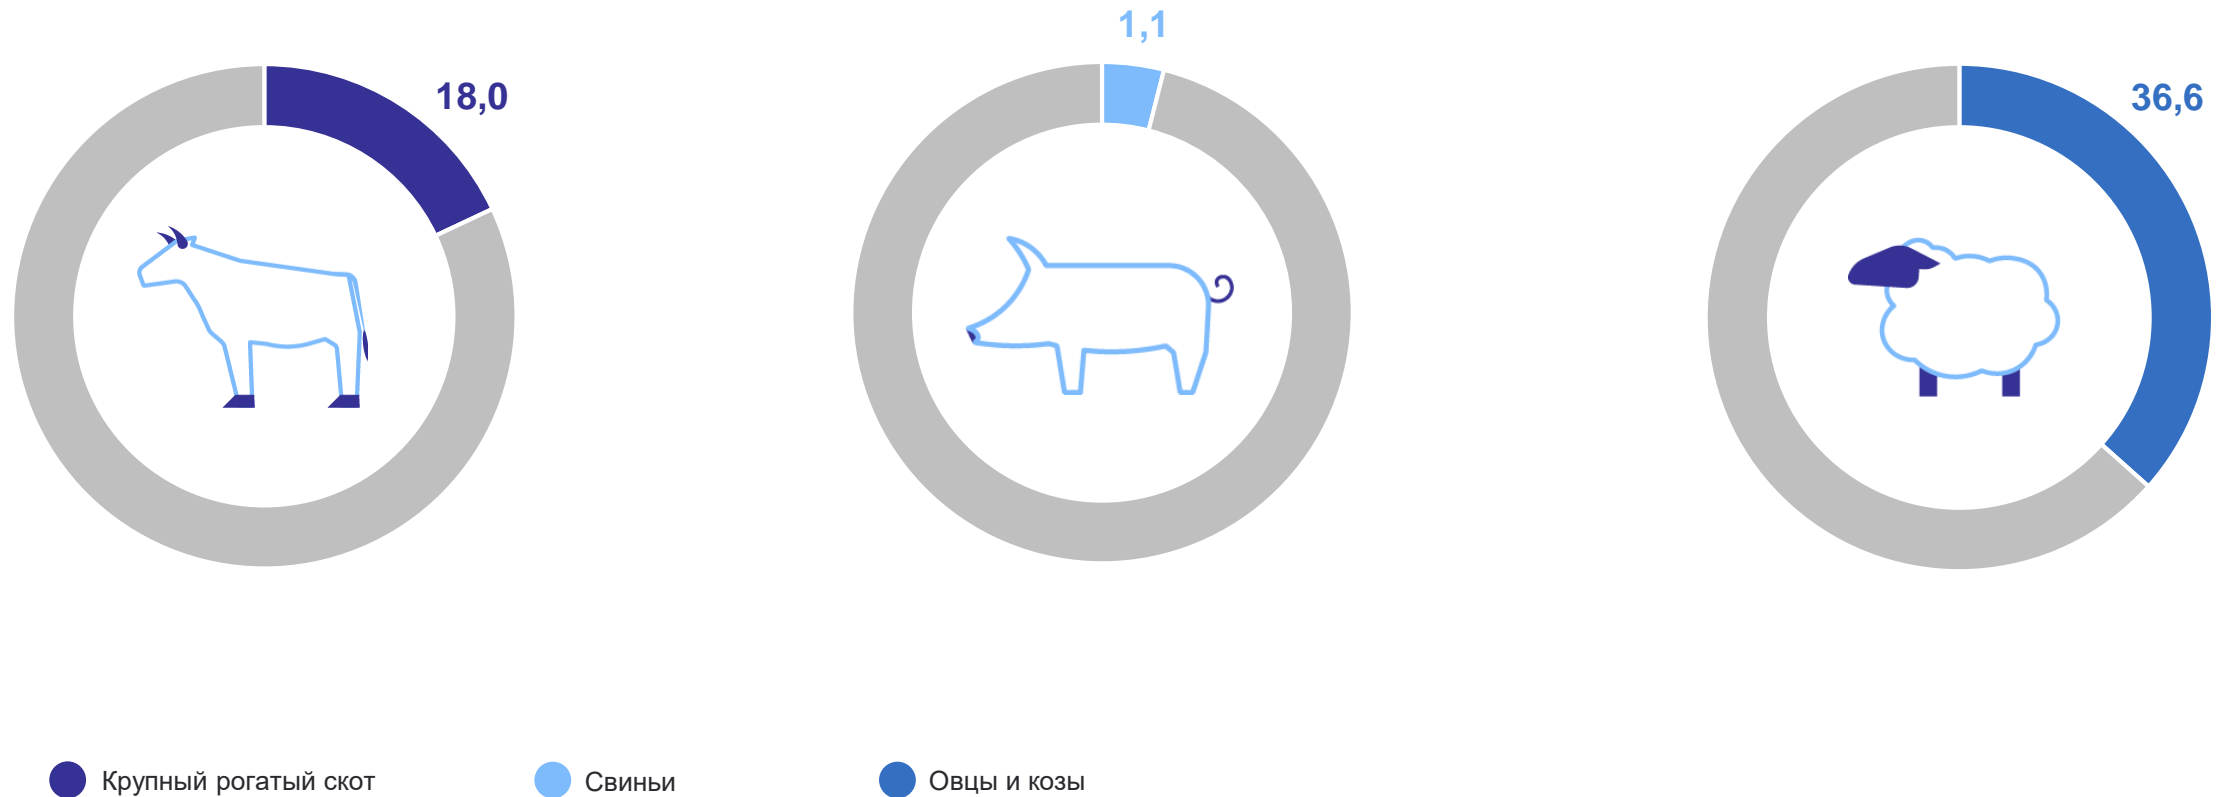 1,1
18,0
36,6
Крупный рогатый скот
Свиньи
Овцы и козы